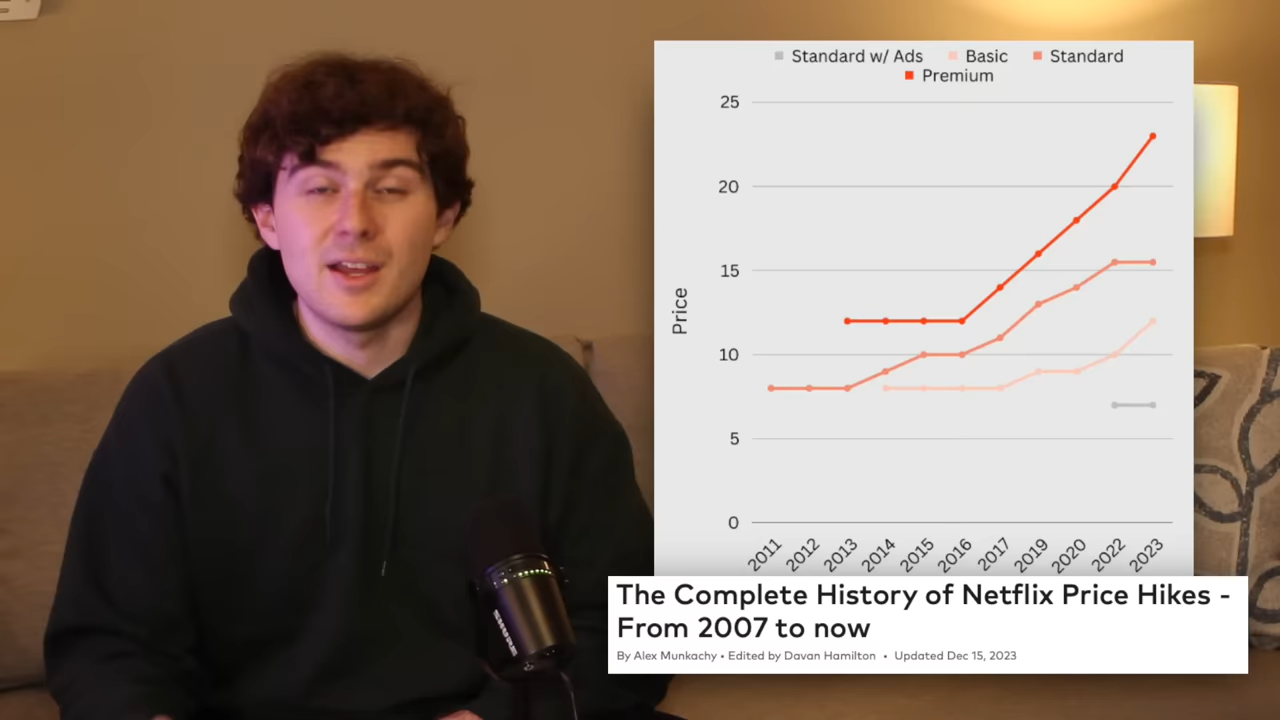 Standard w/ Ads Basic Standard
Premium
25
20
15
10
5
0
Price
2011 2012 2013 2014 2015 2016 2017 2019 2020 2022 2023
The Complete History of Netflix Price Hikes -
From 2007 to now
By Alex Munkachy • Edited by Davan Hamilton • Updated Dec 15, 2023
SHURE